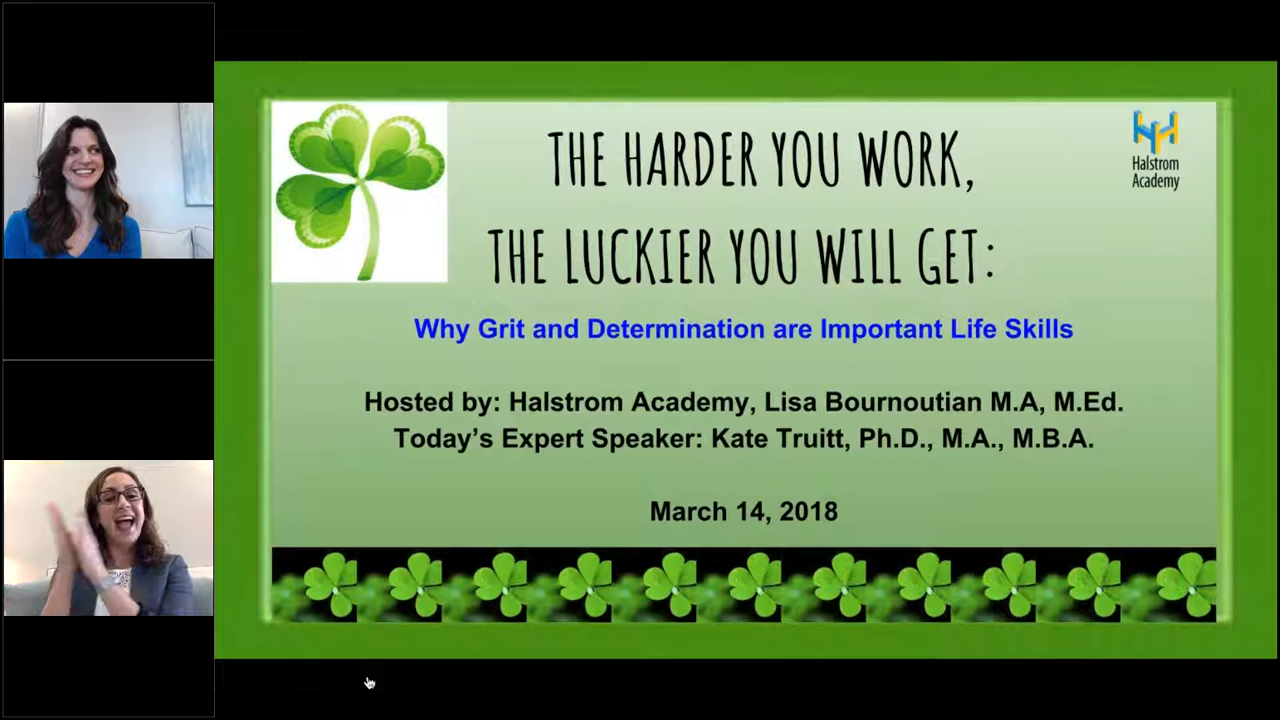 THE HARDER YOU WORK,
THE LUCKIER YOU WILL GET:
Halstrom
Academy
Why Grit and Determination are Important Life Skills
Hosted by: Halstrom Academy, Lisa Bournoutian M.A, M.Ed.
Today's Expert Speaker: Kate Truitt, Ph.D., M.A., M.B.A.
March 14, 2018